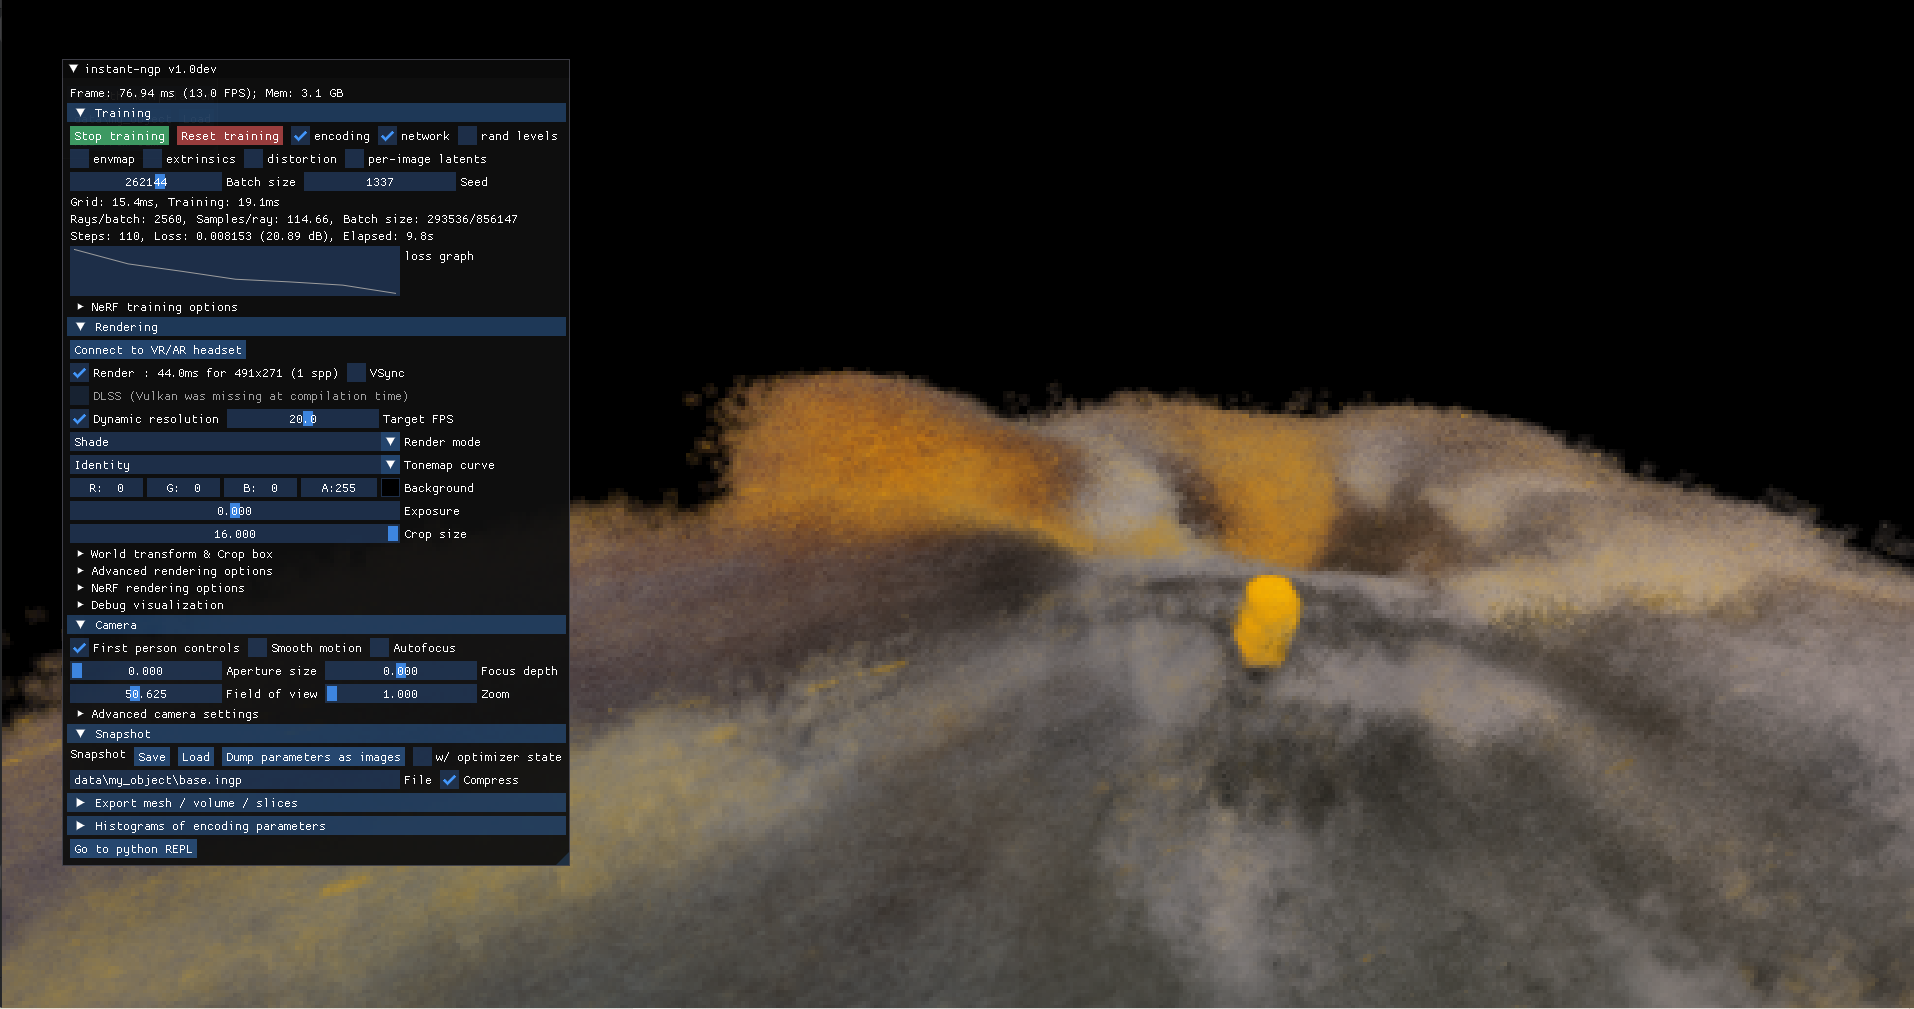 instant-ngp v1.0dev
Frame: 76.94 ms (13.0 FPS); Mem: 3.1 GB
Training
Stop training Reset training encoding network rand levels
envmap extrinsics distortion per-image latents
262144 Batch size 1337 Seed
Grid: 15.4ms, Training: 19.1ms
Rays/batch: 2560, Samples/ray: 114.66, Batch size: 293536/856147
Steps: 110, Loss: 0.008153 (20.89 dB), Elapsed: 9.8s
loss graph
NeRF training options
Rendering
Connect to VR/AR headset
Render : 44.0ms for 491x271 (1 spp) VSync
DLSS (Vulkan was missing at compilation time)
Dynamic resolution 20.0 Target FPS
Shade Render mode
Identity Tonemap curve
R: 0 G: 0 B: 0 A:255 Background
0.000 Exposure
16.000 Crop size
World transform & Crop box
Advanced rendering options
NeRF rendering options
Debug visualization
Camera
First person controls Smooth motion Autofocus
0.000 Aperture size 0.000 Focus depth
50.625 Field of view 1.000 Zoom
Advanced camera settings
Snapshot
Snapshot Save Load Dump parameters as images w/ optimizer state
data\my_object\base.ingp File Compress
Export mesh / volume / slices
Histograms of encoding parameters
Go to python REPL